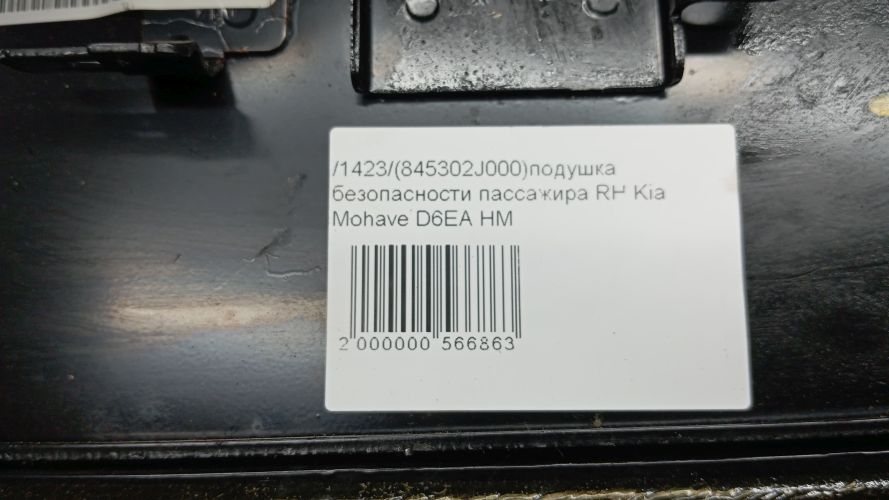 /1423/(845302J000)подушка
безопасности пассажира RH Kia
Mohave D6EA HM
2 000000 566863